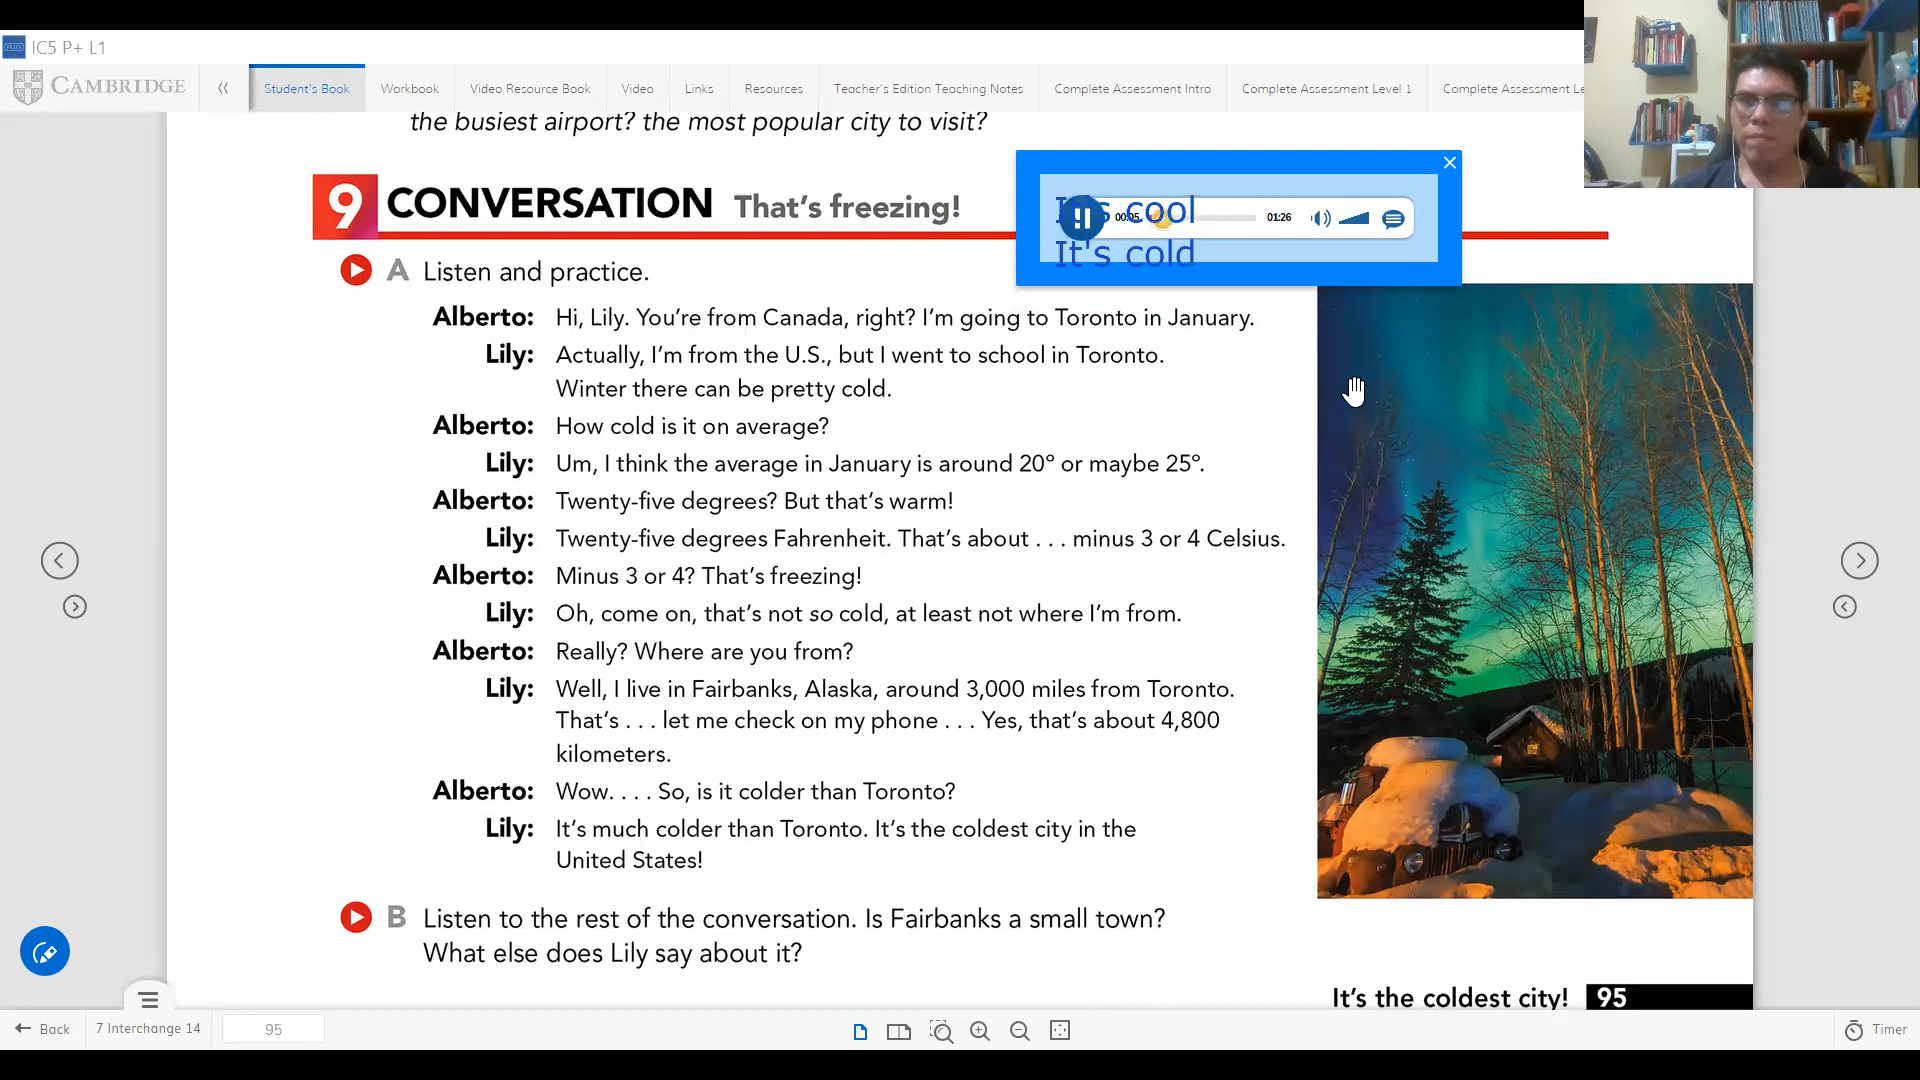 IC5 P+ L1
CAMBRIDGE
Student's Book Workbook Video Resource Book Video Links Resources Teacher's Edition Teaching Notes Complete Assessment Intro Complete Assessment Level 1 Complete Assessment Le
the busiest airport? the most popular city to visit?
9 CONVERSATION That's freezing!
It's cool
00:05 01:26
It's cold
A Listen and practice.
Alberto: Hi, Lily. You're from Canada, right? I'm going to Toronto in January.
Lily: Actually, I'm from the U.S., but I went to school in Toronto.
Winter there can be pretty cold.
Alberto: How cold is it on average?
Lily: Um, I think the average in January is around 20º or maybe 25º.
Alberto: Twenty-five degrees? But that's warm!
Lily: Twenty-five degrees Fahrenheit. That's about . . . minus 3 or 4 Celsius.
Alberto: Minus 3 or 4? That's freezing!
Lily: Oh, come on, that's not so cold, at least not where I'm from.
Alberto: Really? Where are you from?
Lily: Well, I live in Fairbanks, Alaska, around 3,000 miles from Toronto.
That's . . . let me check on my phone . . . Yes, that's about 4,800
kilometers.
Alberto: Wow. . . . So, is it colder than Toronto?
Lily: It's much colder than Toronto. It's the coldest city in the
United States!
B Listen to the rest of the conversation. Is Fairbanks a small town?
What else does Lily say about it?
It's the coldest city! 95
Back 7 Interchange 14 95 Timer